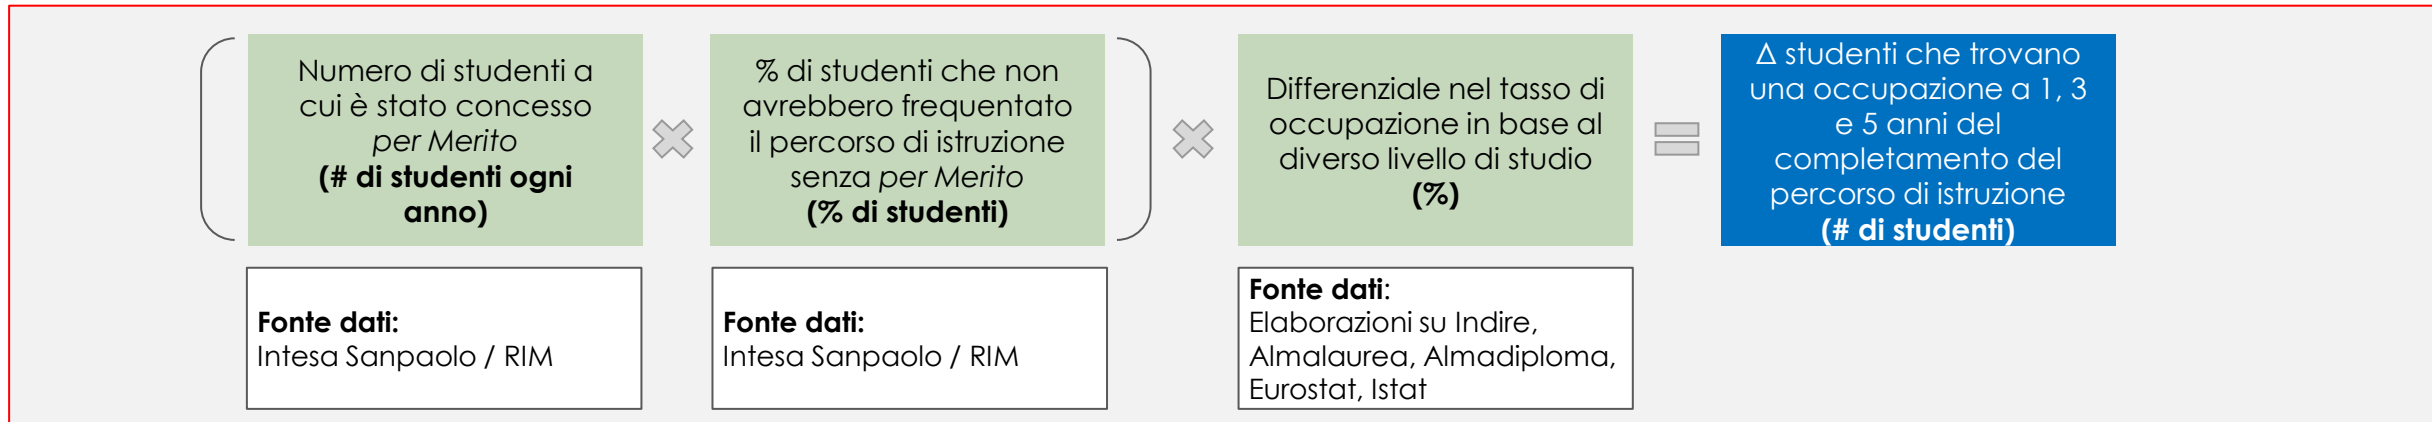 Numero di studenti a
cui è stato concesso
per Merito
(# di studenti ogni
anno)
% di studenti che non
avrebbero frequentato
il percorso di istruzione
senza per Merito
(% di studenti)
Differenziale nel tasso di
occupazione in base al
diverso livello di studio
(%)
Δ studenti che trovano
una occupazione a 1, 3
e 5 anni del
completamento del
percorso di istruzione
(# di studenti)
Fonte dati:
Intesa Sanpaolo / RIM
Fonte dati:
Intesa Sanpaolo / RIM
Fonte dati:
Elaborazioni su Indire,
Almalaurea, Almadiploma,
Eurostat, Istat